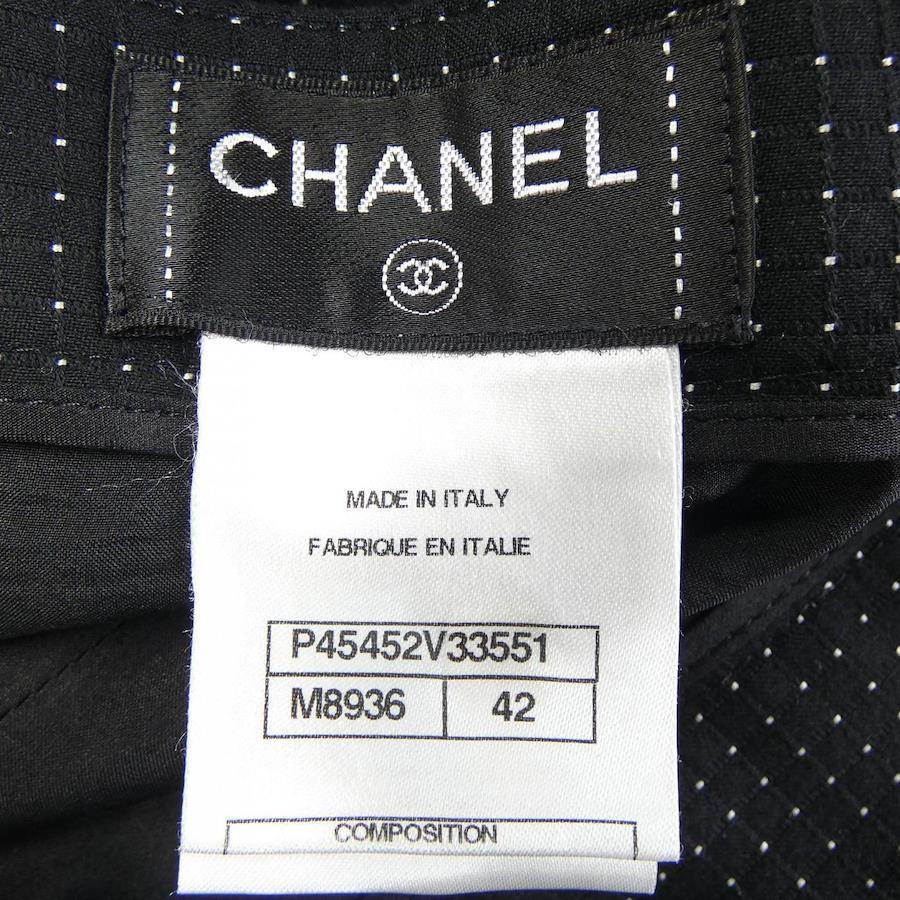 CHANEL
MADE IN ITALY
FABRIQUE EN ITALIE
P45452V33551
M8936 42
COMPOSITION